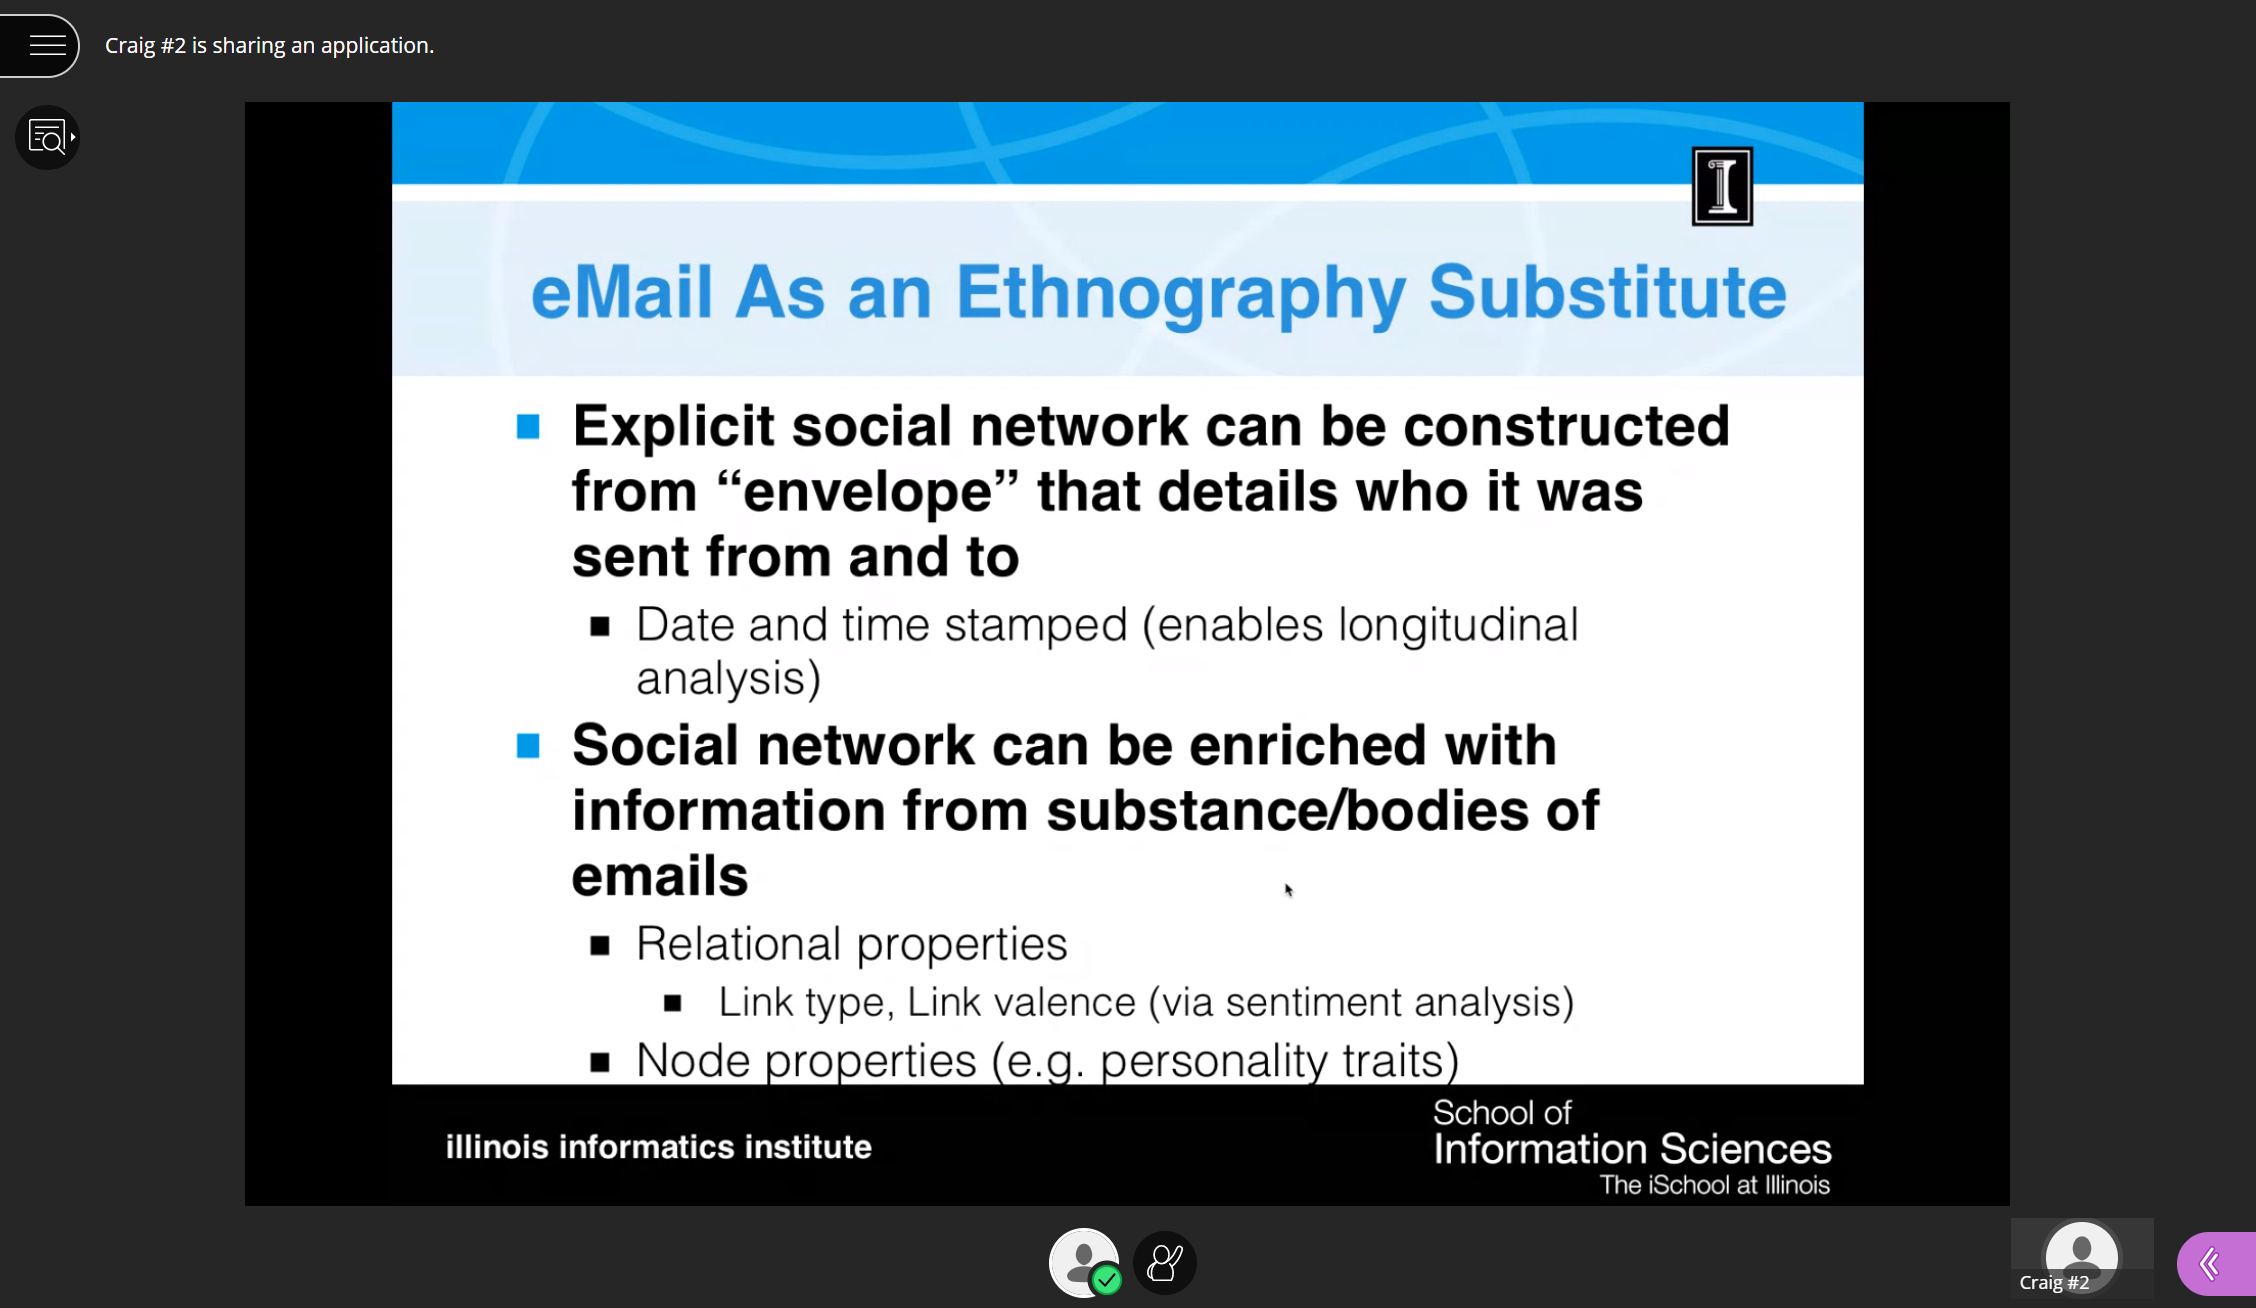 Craig #2 is sharing an application.
eMail As an Ethnography Substitute
Explicit social network can be constructed
from “envelope” that details who it was
sent from and to
Date and time stamped (enables longitudinal
analysis)
Social network can be enriched with
information from substance/bodies of
emails
Relational properties
Link type, Link valence (via sentiment analysis)
Node properties (e.g. personality traits)
illinois informatics institute
School of
Information Sciences
The iSchool at Illinois
Craig #2